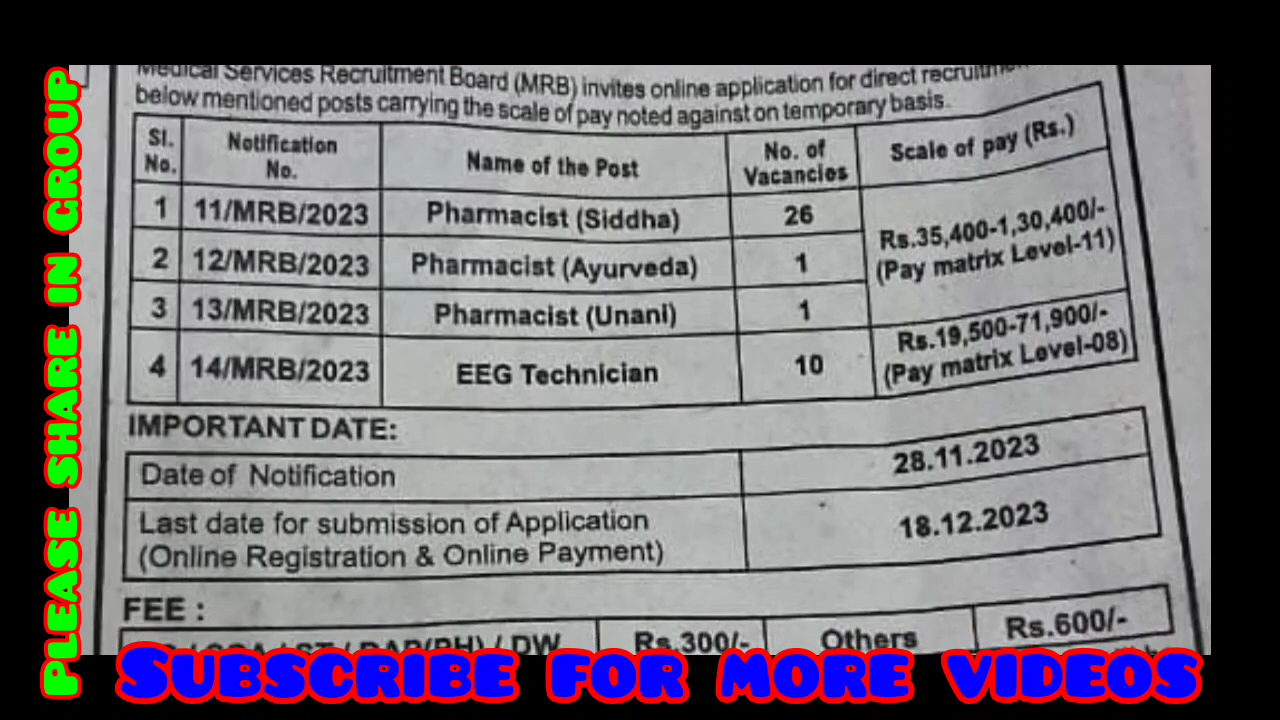 Medical Services Recruitment Board (MRB) invites online application for direct
below mentioned posts carrying the scale of pay noted against on temporary basis.
Sl. No. Notification No. Name of the Post No. of Vacancies Scale of pay (Rs.)
1 11/MRB/2023 Pharmacist (Siddha) 26
Rs.35,400-1,30,400/-
(Pay matrix Level-11)
2 12/MRB/2023 Pharmacist (Ayurveda) 1
3 13/MRB/2023 Pharmacist (Unani) 1
4 14/MRB/2023 EEG Technician 10
Rs.19,500-71,900/-
(Pay matrix Level-08)
IMPORTANT DATE:
Date of Notification 28.11.2023
Last date for submission of Application
(Online Registration & Online Payment) 18.12.2023
FEE :
DW Rs.300/- Others Rs.600/-
PLEASE SHARE IN GROUP
SUBSCRIBE FOR MORE VIDEOS